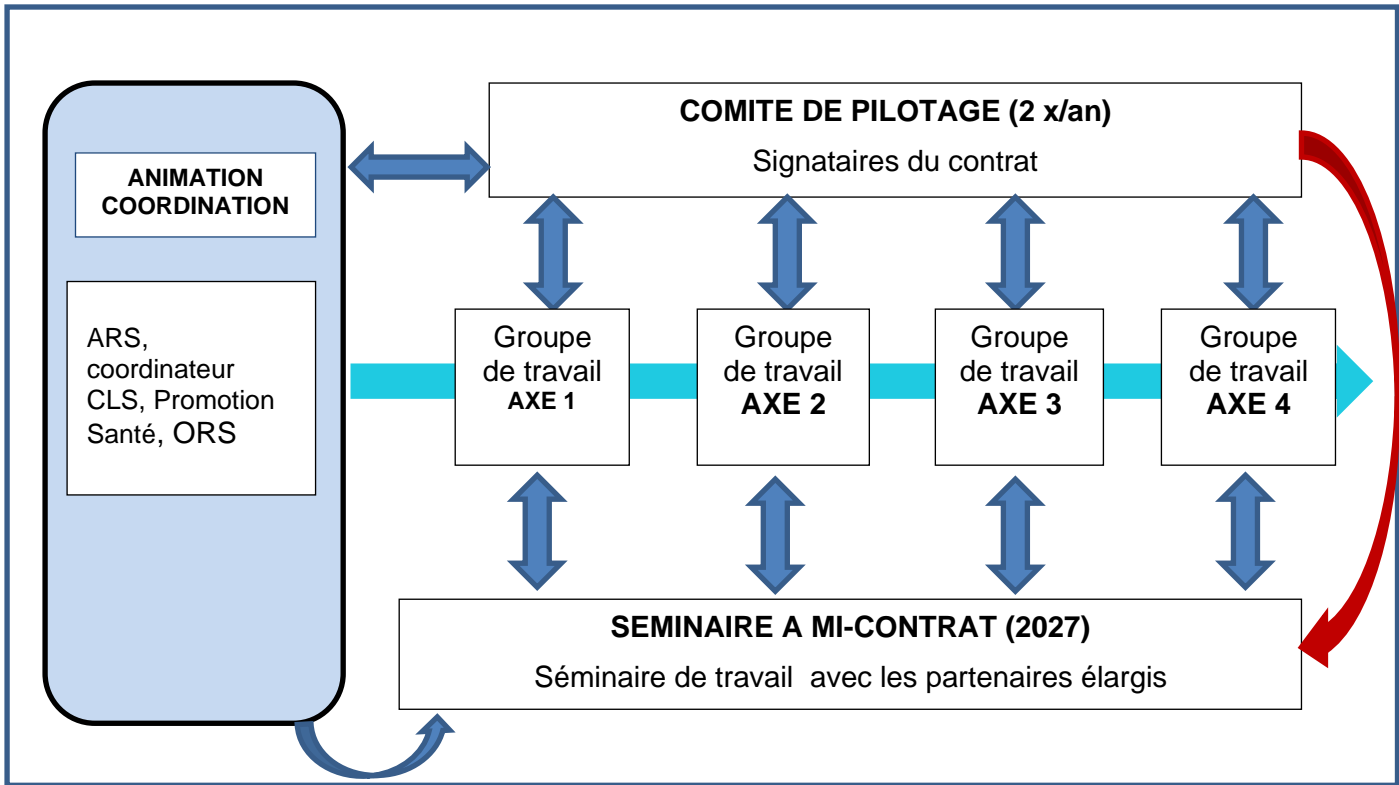 COMITE DE PILOTAGE (2 x/an)
Signataires du contrat
ANIMATION
COORDINATION
ARS,
coordinateur
CLS, Promotion
Santé, ORS
Groupe
de travail
AXE 1
Groupe
de travail
AXE 2
Groupe
de travail
AXE 3
Groupe
de travail
AXE 4
SEMINAIRE A MI-CONTRAT (2027)
Séminaire de travail avec les partenaires élargis